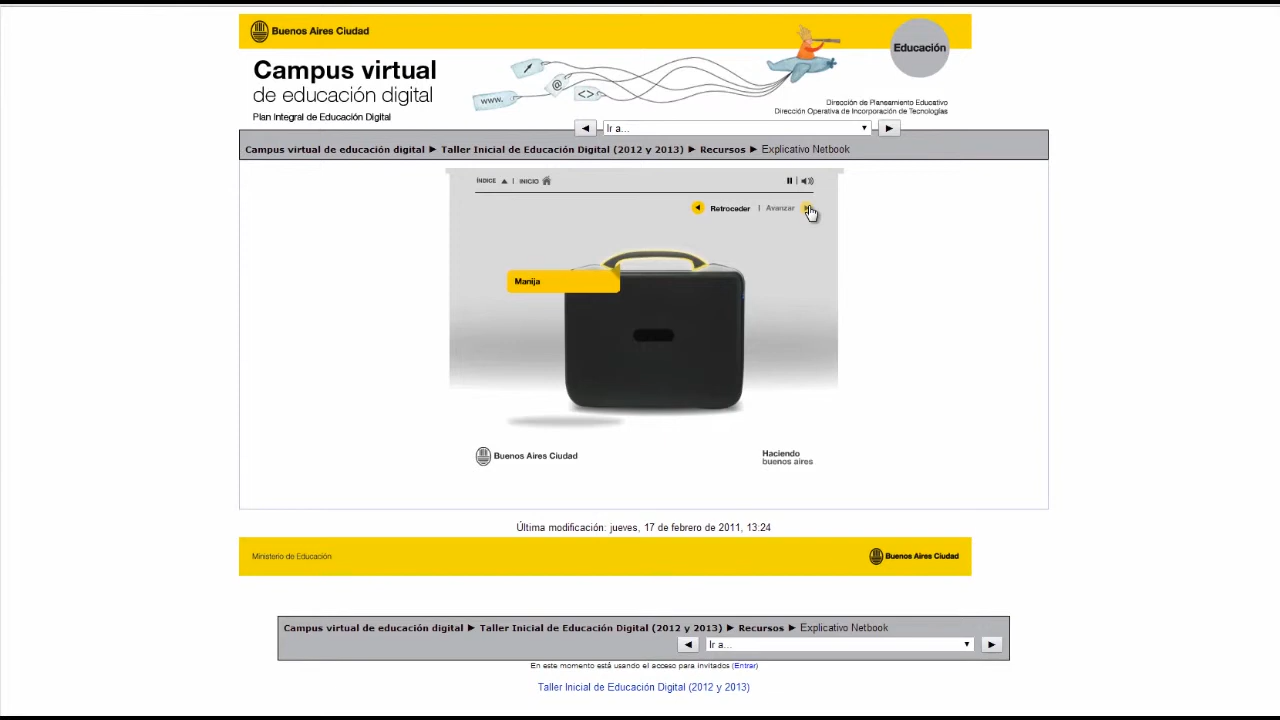 Buenos Aires Ciudad
Educación
Campus virtual
de educación digital
Plan Integral de Educación Digital
www.
@
<>
Dirección de Planeamiento Educativo
Dirección Operativa de Incorporación de Tecnologías
◄ Ir a... ▼ ►
Campus virtual de educación digital ► Taller Inicial de Educación Digital (2012 y 2013) ► Recursos ► Explicativo Netbook
ÍNDICE ▲ | INICIO
Retroceder | Avanzar
Manija
Buenos Aires Ciudad
Haciendo
buenos aires
Última modificación: jueves, 17 de febrero de 2011, 13:24
Ministerio de Educación
Buenos Aires Ciudad
Campus virtual de educación digital ► Taller Inicial de Educación Digital (2012 y 2013) ► Recursos ► Explicativo Netbook
◄ Ir a... ▼ ►
En este momento está usando el acceso para invitados (Entrar)
Taller Inicial de Educación Digital (2012 y 2013)